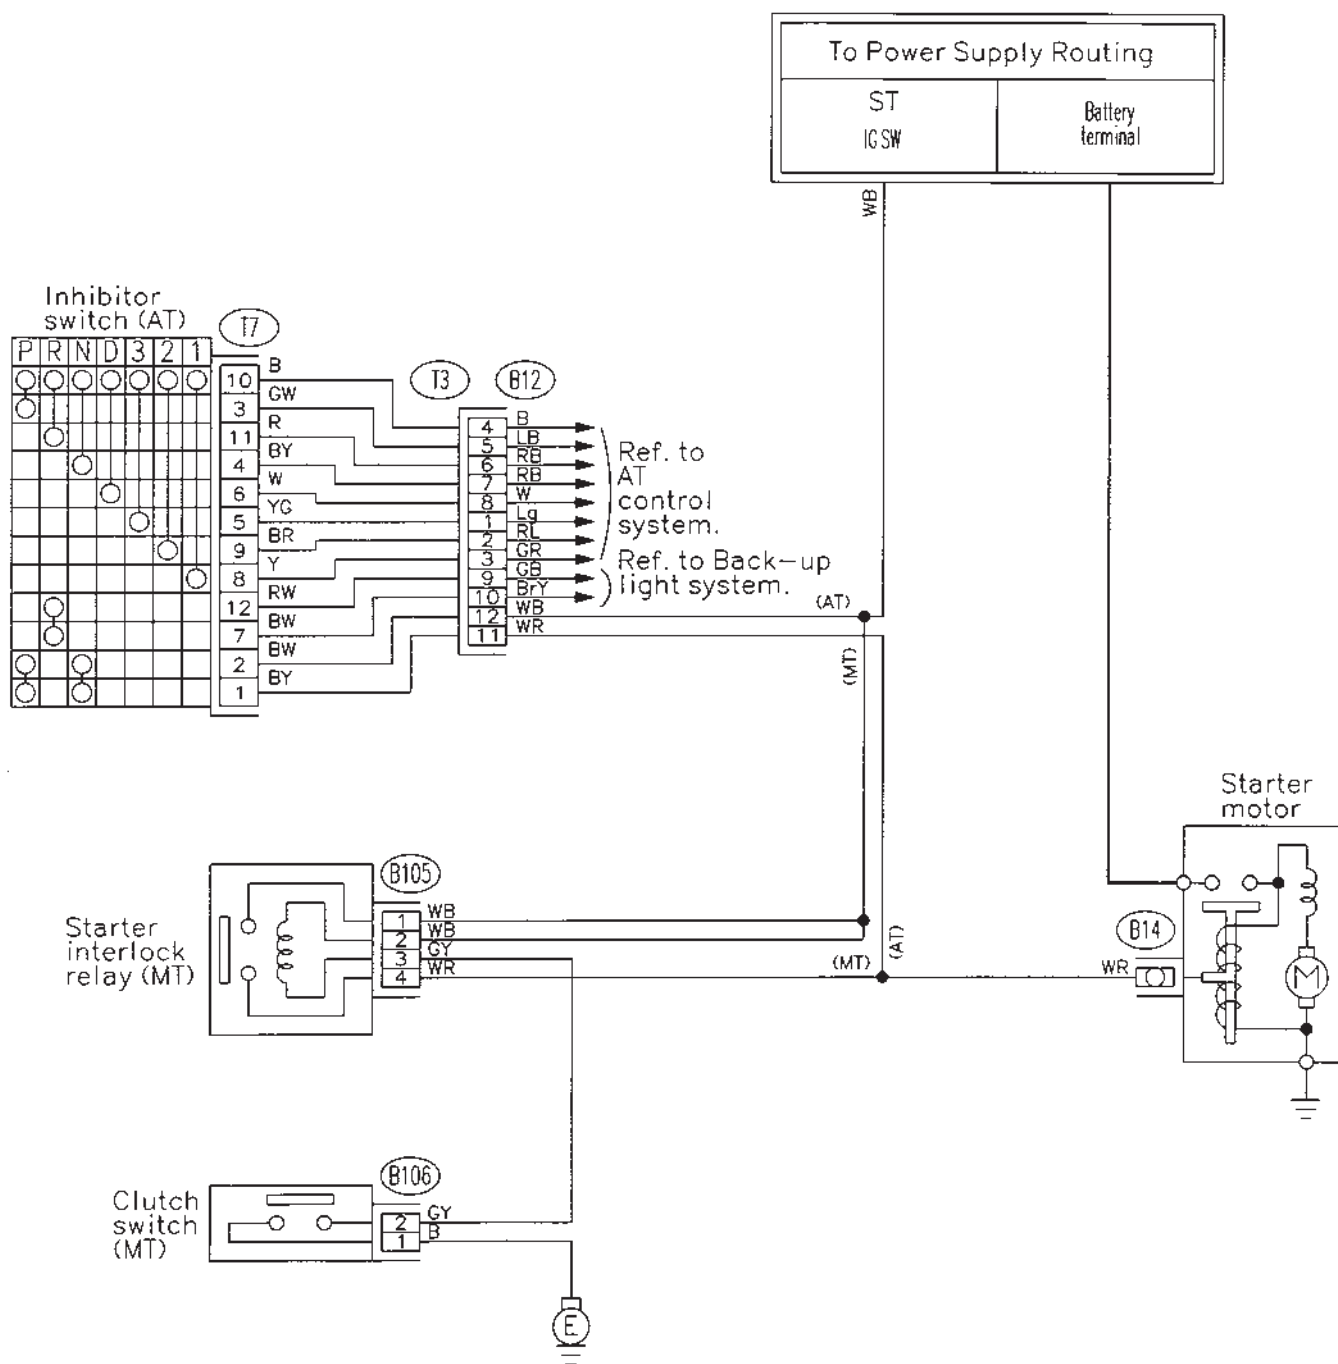 To Power Supply Routing
ST
IG SW
Battery
terminal
WB
Inhibitor
switch (AT)
T7
P R N D 3 2 1
10 B
3 GW
11 R
4 BY
6 W
5 YG
9 BR
8 Y
12 RW
7 BW
2 BW
1 BY
T3
B12
4 B
5 LB
6 RB
7 RB
8 W
1 Lg
2 RL
3 GR
9 GB
10 BrY
12 WB
11 WR
Ref. to
AT
control
system.
Ref. to Back-up
light system.
(AT)
(MT)
Starter
motor
B14
WR
M
Starter
interlock
relay (MT)
B105
1 WB
2 WB
3 GY
4 WR
(MT)
(AT)
Clutch
switch
(MT)
B106
2 GY
1 B
E